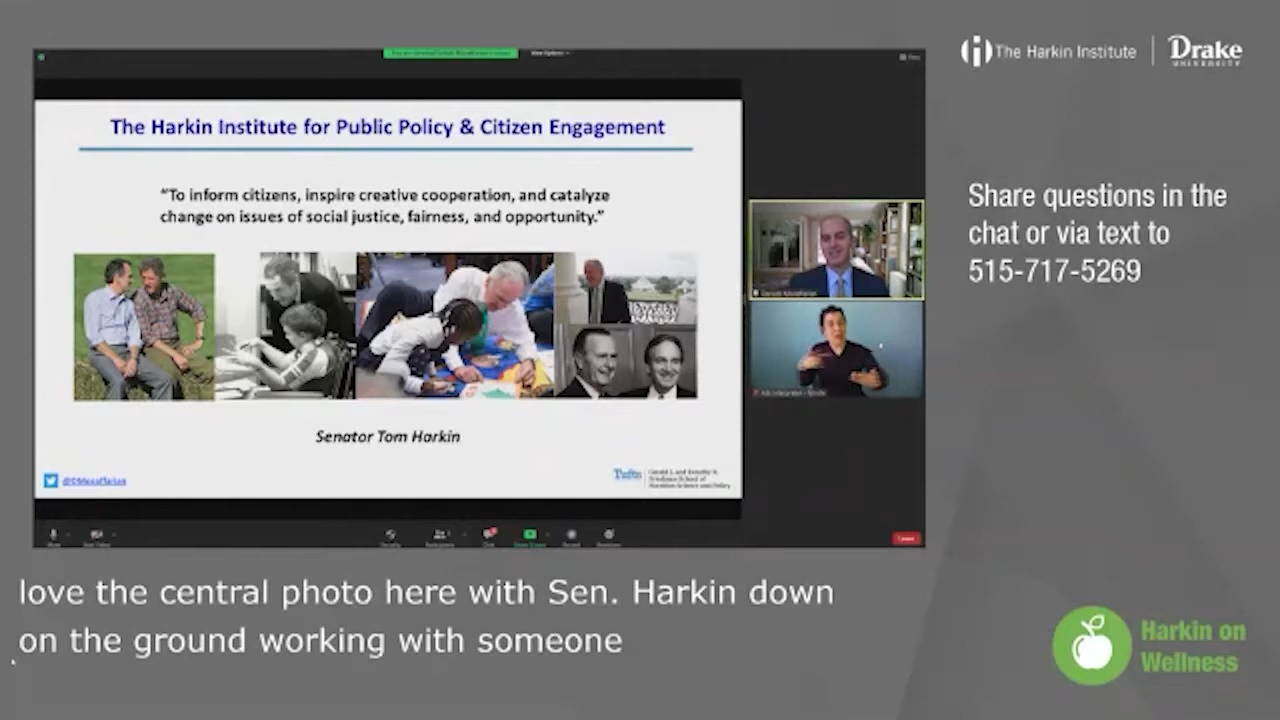 The Harkin Institute
Drake
UNIVERSITY
The Harkin Institute for Public Policy & Citizen Engagement
“To inform citizens, inspire creative cooperation, and catalyze
change on issues of social justice, fairness, and opportunity.”
Senator Tom Harkin
@DMozaffarian
Tufts
Gerald J. and Dorothy R.
Friedman School of
Nutrition Science and Policy
Share questions in the
chat or via text to
515-717-5269
love the central photo here with Sen. Harkin down
on the ground working with someone
Harkin on
Wellness